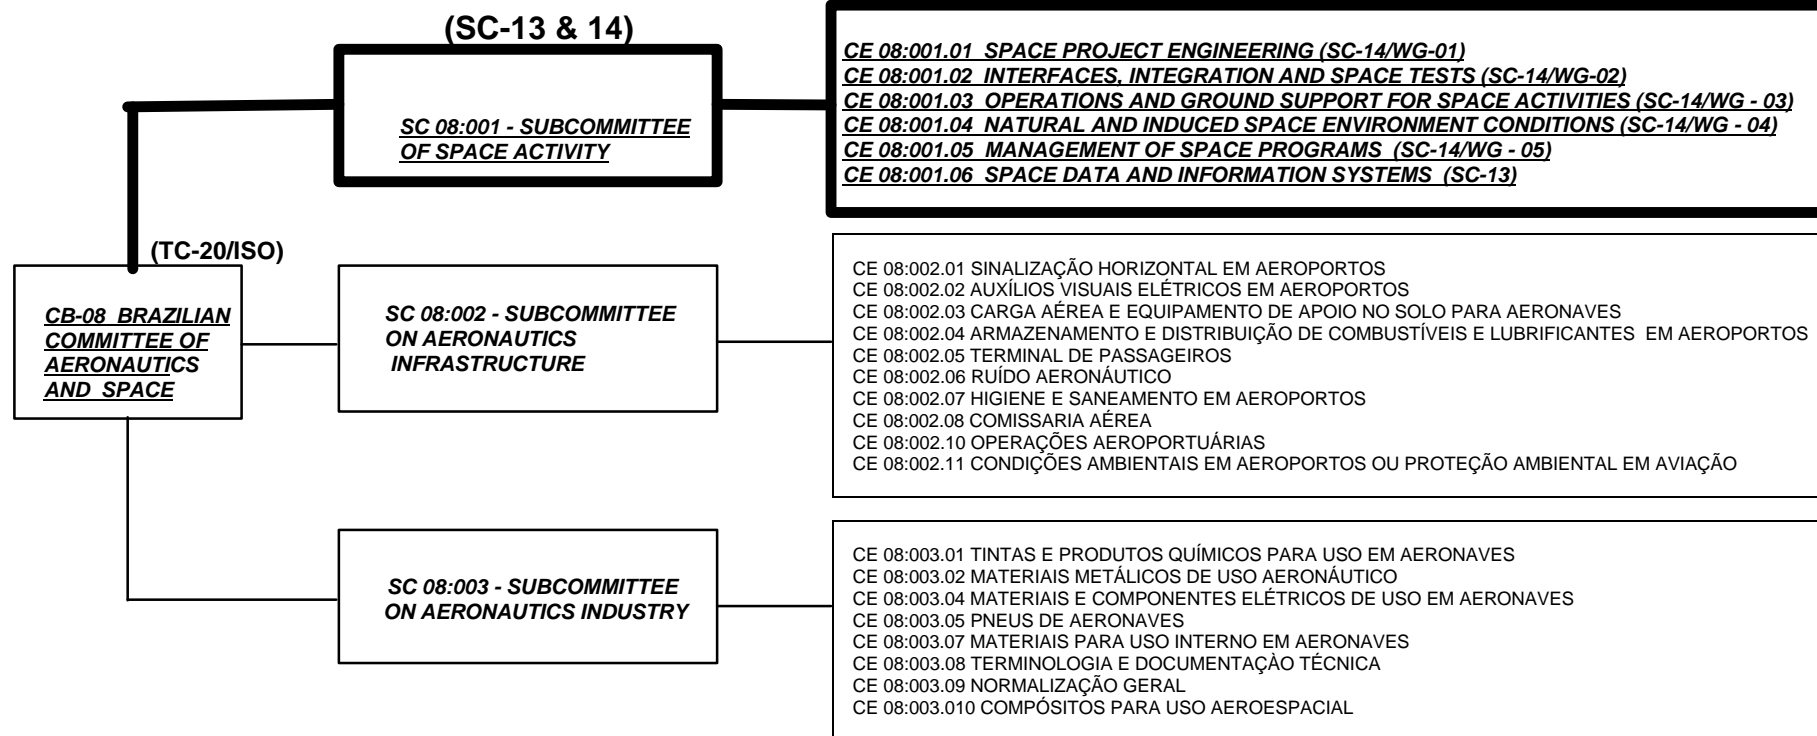 (SC-13 & 14)
CE 08:001.01 SPACE PROJECT ENGINEERING (SC-14/WG-01)
CE 08:001.02 INTERFACES, INTEGRATION AND SPACE TESTS (SC-14/WG-02)
CE 08:001.03 OPERATIONS AND GROUND SUPPORT FOR SPACE ACTIVITIES (SC-14/WG - 03)
CE 08:001.04 NATURAL AND INDUCED SPACE ENVIRONMENT CONDITIONS (SC-14/WG - 04)
CE 08:001.05 MANAGEMENT OF SPACE PROGRAMS (SC-14/WG - 05)
CE 08:001.06 SPACE DATA AND INFORMATION SYSTEMS (SC-13)
SC 08:001 - SUBCOMMITTEE
OF SPACE ACTIVITY
(TC-20/ISO)
CB-08 BRAZILIAN
COMMITTEE OF
AERONAUTICS
AND SPACE
SC 08:002 - SUBCOMMITTEE
ON AERONAUTICS
INFRASTRUCTURE
CE 08:002.01 SINALIZAÇÃO HORIZONTAL EM AEROPORTOS
CE 08:002.02 AUXÍLIOS VISUAIS ELÉTRICOS EM AEROPORTOS
CE 08:002.03 CARGA AÉREA E EQUIPAMENTO DE APOIO NO SOLO PARA AERONAVES
CE 08:002.04 ARMAZENAMENTO E DISTRIBUIÇÃO DE COMBUSTÍVEIS E LUBRIFICANTES EM AEROPORTOS
CE 08:002.05 TERMINAL DE PASSAGEIROS
CE 08:002.06 RUÍDO AERONÁUTICO
CE 08:002.07 HIGIENE E SANEAMENTO EM AEROPORTOS
CE 08:002.08 COMISSARIA AÉREA
CE 08:002.10 OPERAÇÕES AEROPORTUÁRIAS
CE 08:002.11 CONDIÇÕES AMBIENTAIS EM AEROPORTOS OU PROTEÇÃO AMBIENTAL EM AVIAÇÃO
SC 08:003 - SUBCOMMITTEE
ON AERONAUTICS INDUSTRY
CE 08:003.01 TINTAS E PRODUTOS QUÍMICOS PARA USO EM AERONAVES
CE 08:003.02 MATERIAIS METÁLICOS DE USO AERONÁUTICO
CE 08:003.04 MATERIAIS E COMPONENTES ELÉTRICOS DE USO EM AERONAVES
CE 08:003.05 PNEUS DE AERONAVES
CE 08:003.07 MATERIAIS PARA USO INTERNO EM AERONAVES
CE 08:003.08 TERMINOLOGIA E DOCUMENTAÇÀO TÉCNICA
CE 08:003.09 NORMALIZAÇÃO GERAL
CE 08:003.010 COMPÓSITOS PARA USO AEROESPACIAL